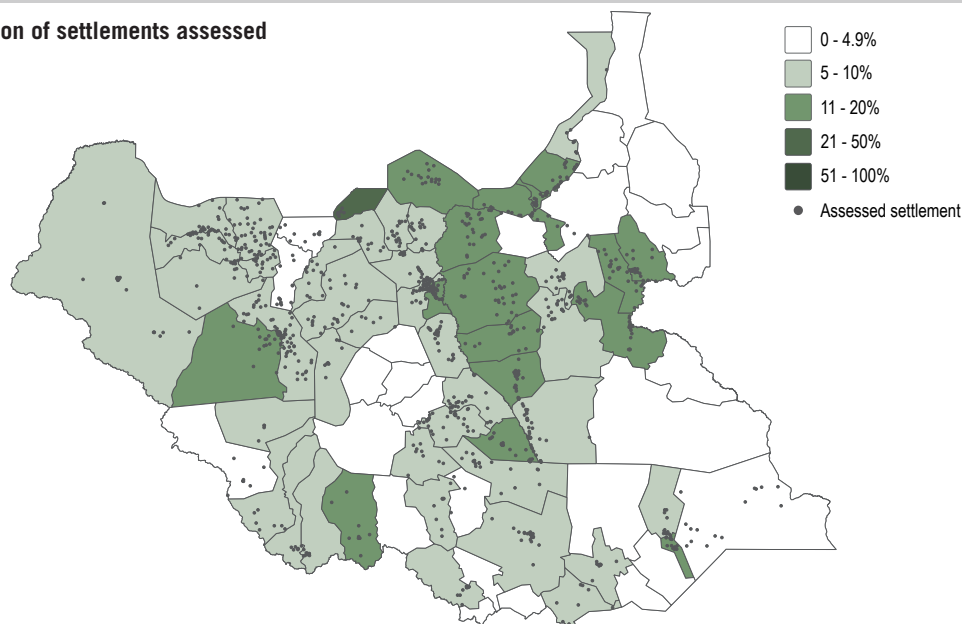 on of settlements assessed
0 - 4.9%
5 - 10%
11 - 20%
21 - 50%
51 - 100%
Assessed settlement